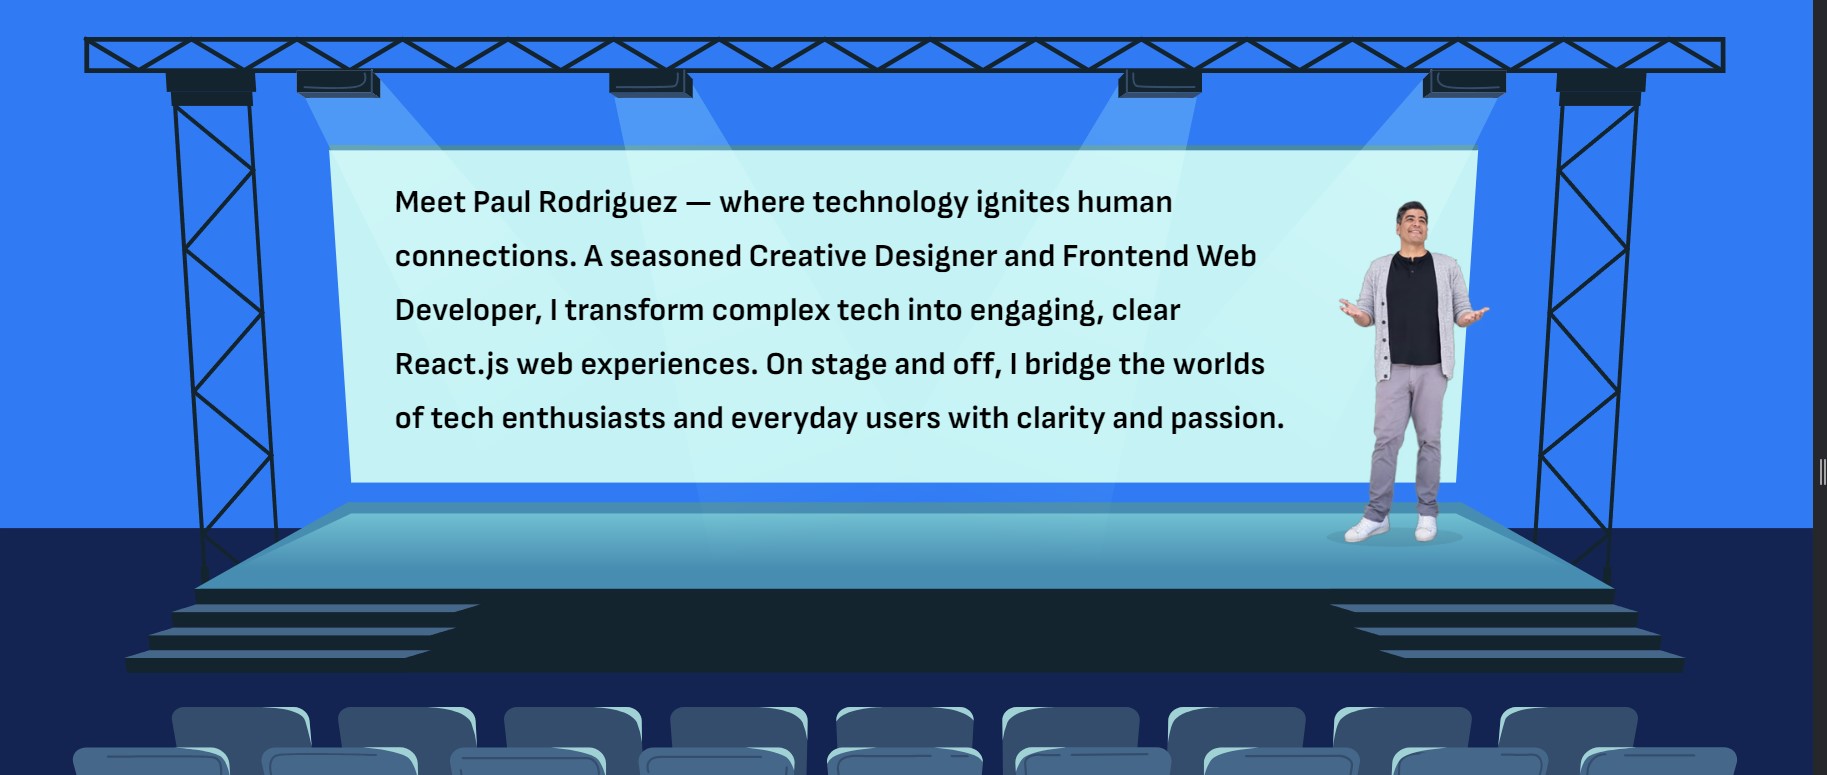 Meet Paul Rodriguez — where technology ignites human
connections. A seasoned Creative Designer and Frontend Web
Developer, I transform complex tech into engaging, clear
React.js web experiences. On stage and off, I bridge the worlds
of tech enthusiasts and everyday users with clarity and passion.